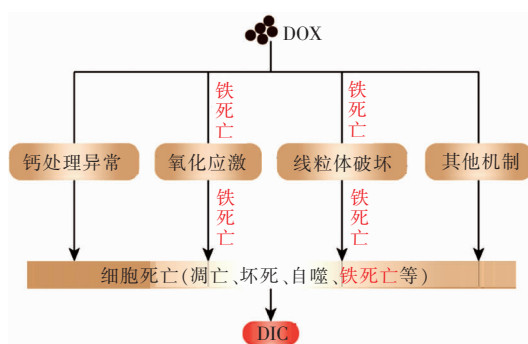 DOX
铁死亡
铁死亡
钙处理异常
氧化应激
线粒体破坏
其他机制
铁死亡
铁死亡
细胞死亡(凋亡、坏死、自噬、铁死亡等)
DIC